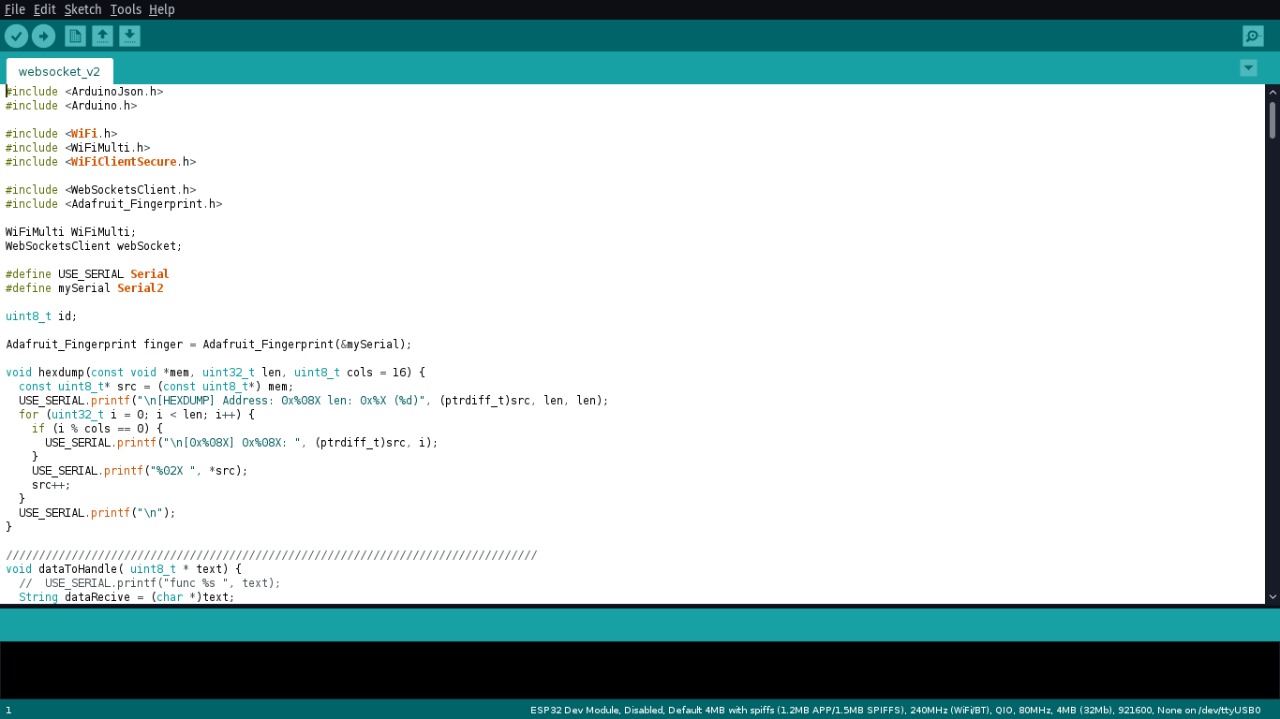 File Edit Sketch Tools Help
websocket_v2
#include <ArduinoJson.h>
#include <Arduino.h>
#include <WiFi.h>
#include <WiFiMulti.h>
#include <WiFiClientSecure.h>
#include <WebSocketsClient.h>
#include <Adafruit_Fingerprint.h>
WiFiMulti WiFiMulti;
WebSocketsClient webSocket;
#define USE_SERIAL Serial
#define mySerial Serial2
uint8_t id;
Adafruit_Fingerprint finger = Adafruit_Fingerprint(&mySerial);
void hexdump(const void *mem, uint32_t len, uint8_t cols = 16) {
  const uint8_t* src = (const uint8_t*) mem;
  USE_SERIAL.printf("\n[HEXDUMP] Address: 0x%08X len: 0x%X (%d)", (ptrdiff_t)src, len, len);
  for (uint32_t i = 0; i < len; i++) {
    if (i % cols == 0) {
      USE_SERIAL.printf("\n[0x%08X] 0x%08X: ", (ptrdiff_t)src, i);
    }
    USE_SERIAL.printf("%02X ", *src);
    src++;
  }
  USE_SERIAL.printf("\n");
}
/////////////////////////////////////////////////////////////////////////////////
void dataToHandle( uint8_t * text) {
  //  USE_SERIAL.printf("func %s ", text);
  String dataRecive = (char *)text;
1
ESP32 Dev Module, Disabled, Default 4MB with spiffs (1.2MB APP/1.5MB SPIFFS), 240MHz (WiFi/BT), QIO, 80MHz, 4MB (32Mb), 921600, None on /dev/ttyUSB0